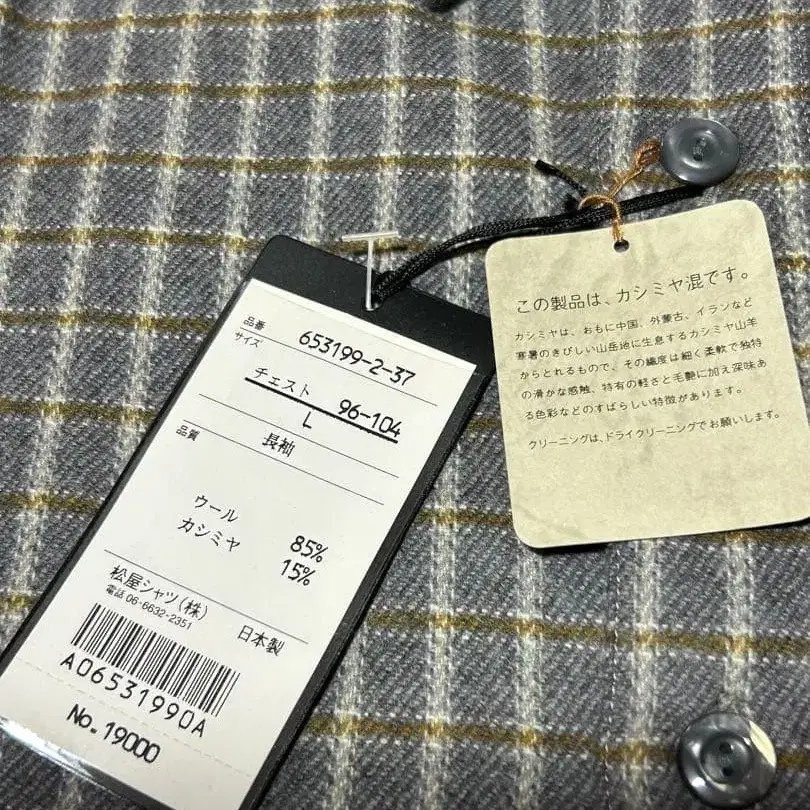 品番 653199-2-37
サイズ
チェスト 96-104
L
品質 長袖
ウール 85%
カシミヤ 15%
松屋シャツ(株)
電話 06-6632-2351
日本製
A06531990A
No. 19000
この製品は、カシミヤ混です。
カシミヤは、おもに中国、外蒙古、イランなど
寒暑のきびしい山岳地に生息するカシミヤ山羊
からとれるもので、その繊度は細く柔軟で独特
の滑かな感触、特有の軽さと毛艶に加え深味あ
る色彩などのすばらしい特徴があります。
クリーニングは、ドライクリーニングでお願いします。